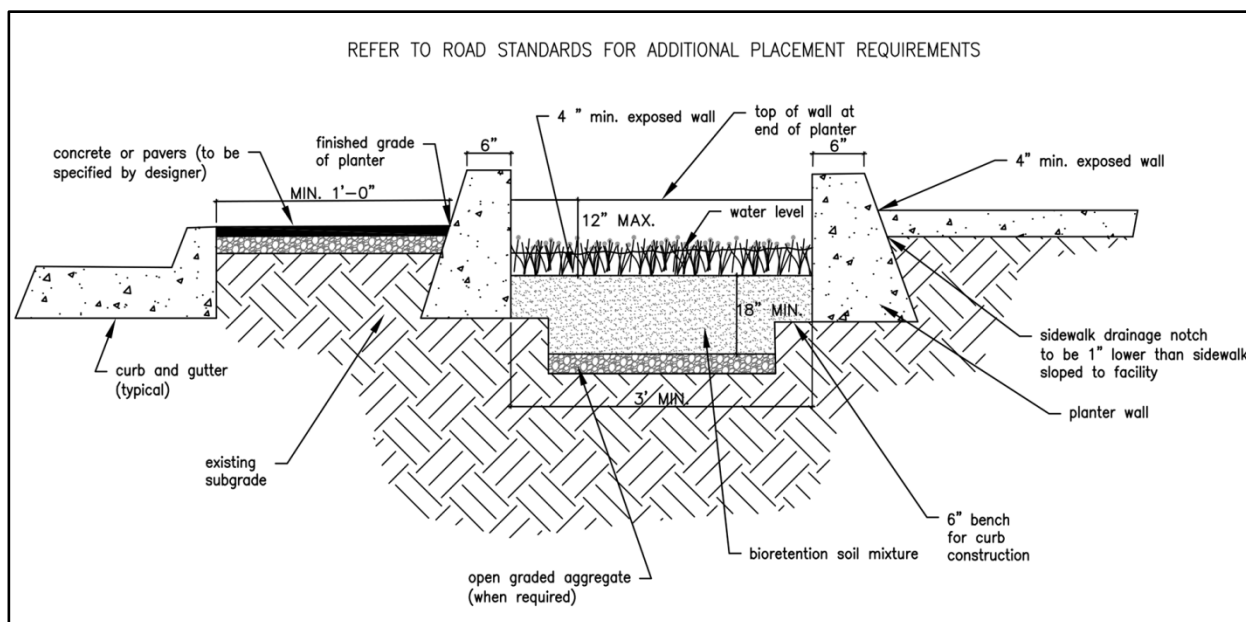 REFER TO ROAD STANDARDS FOR ADDITIONAL PLACEMENT REQUIREMENTS
concrete or pavers (to be
specified by designer)
MIN. 1'-0"
finished grade
of planter
6"
4 " min. exposed wall
top of wall at
end of planter
6"
4" min. exposed wall
12" MAX.
water level
18" MIN.
3' MIN.
curb and gutter
(typical)
existing
subgrade
open graded aggregate
(when required)
bioretention soil mixture
6" bench
for curb
construction
planter wall
sidewalk drainage notch
to be 1" lower than sidewalk
sloped to facility